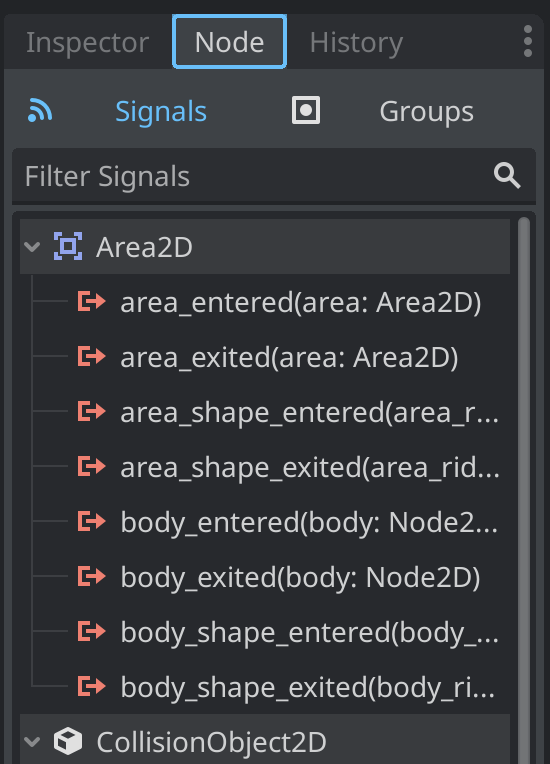 Inspector Node History
Signals Groups
Filter Signals
Area2D
area_entered(area: Area2D)
area_exited(area: Area2D)
area_shape_entered(area_r...
area_shape_exited(area_rid...
body_entered(body: Node2...
body_exited(body: Node2D)
body_shape_entered(body_...
body_shape_exited(body_ri...
CollisionObject2D